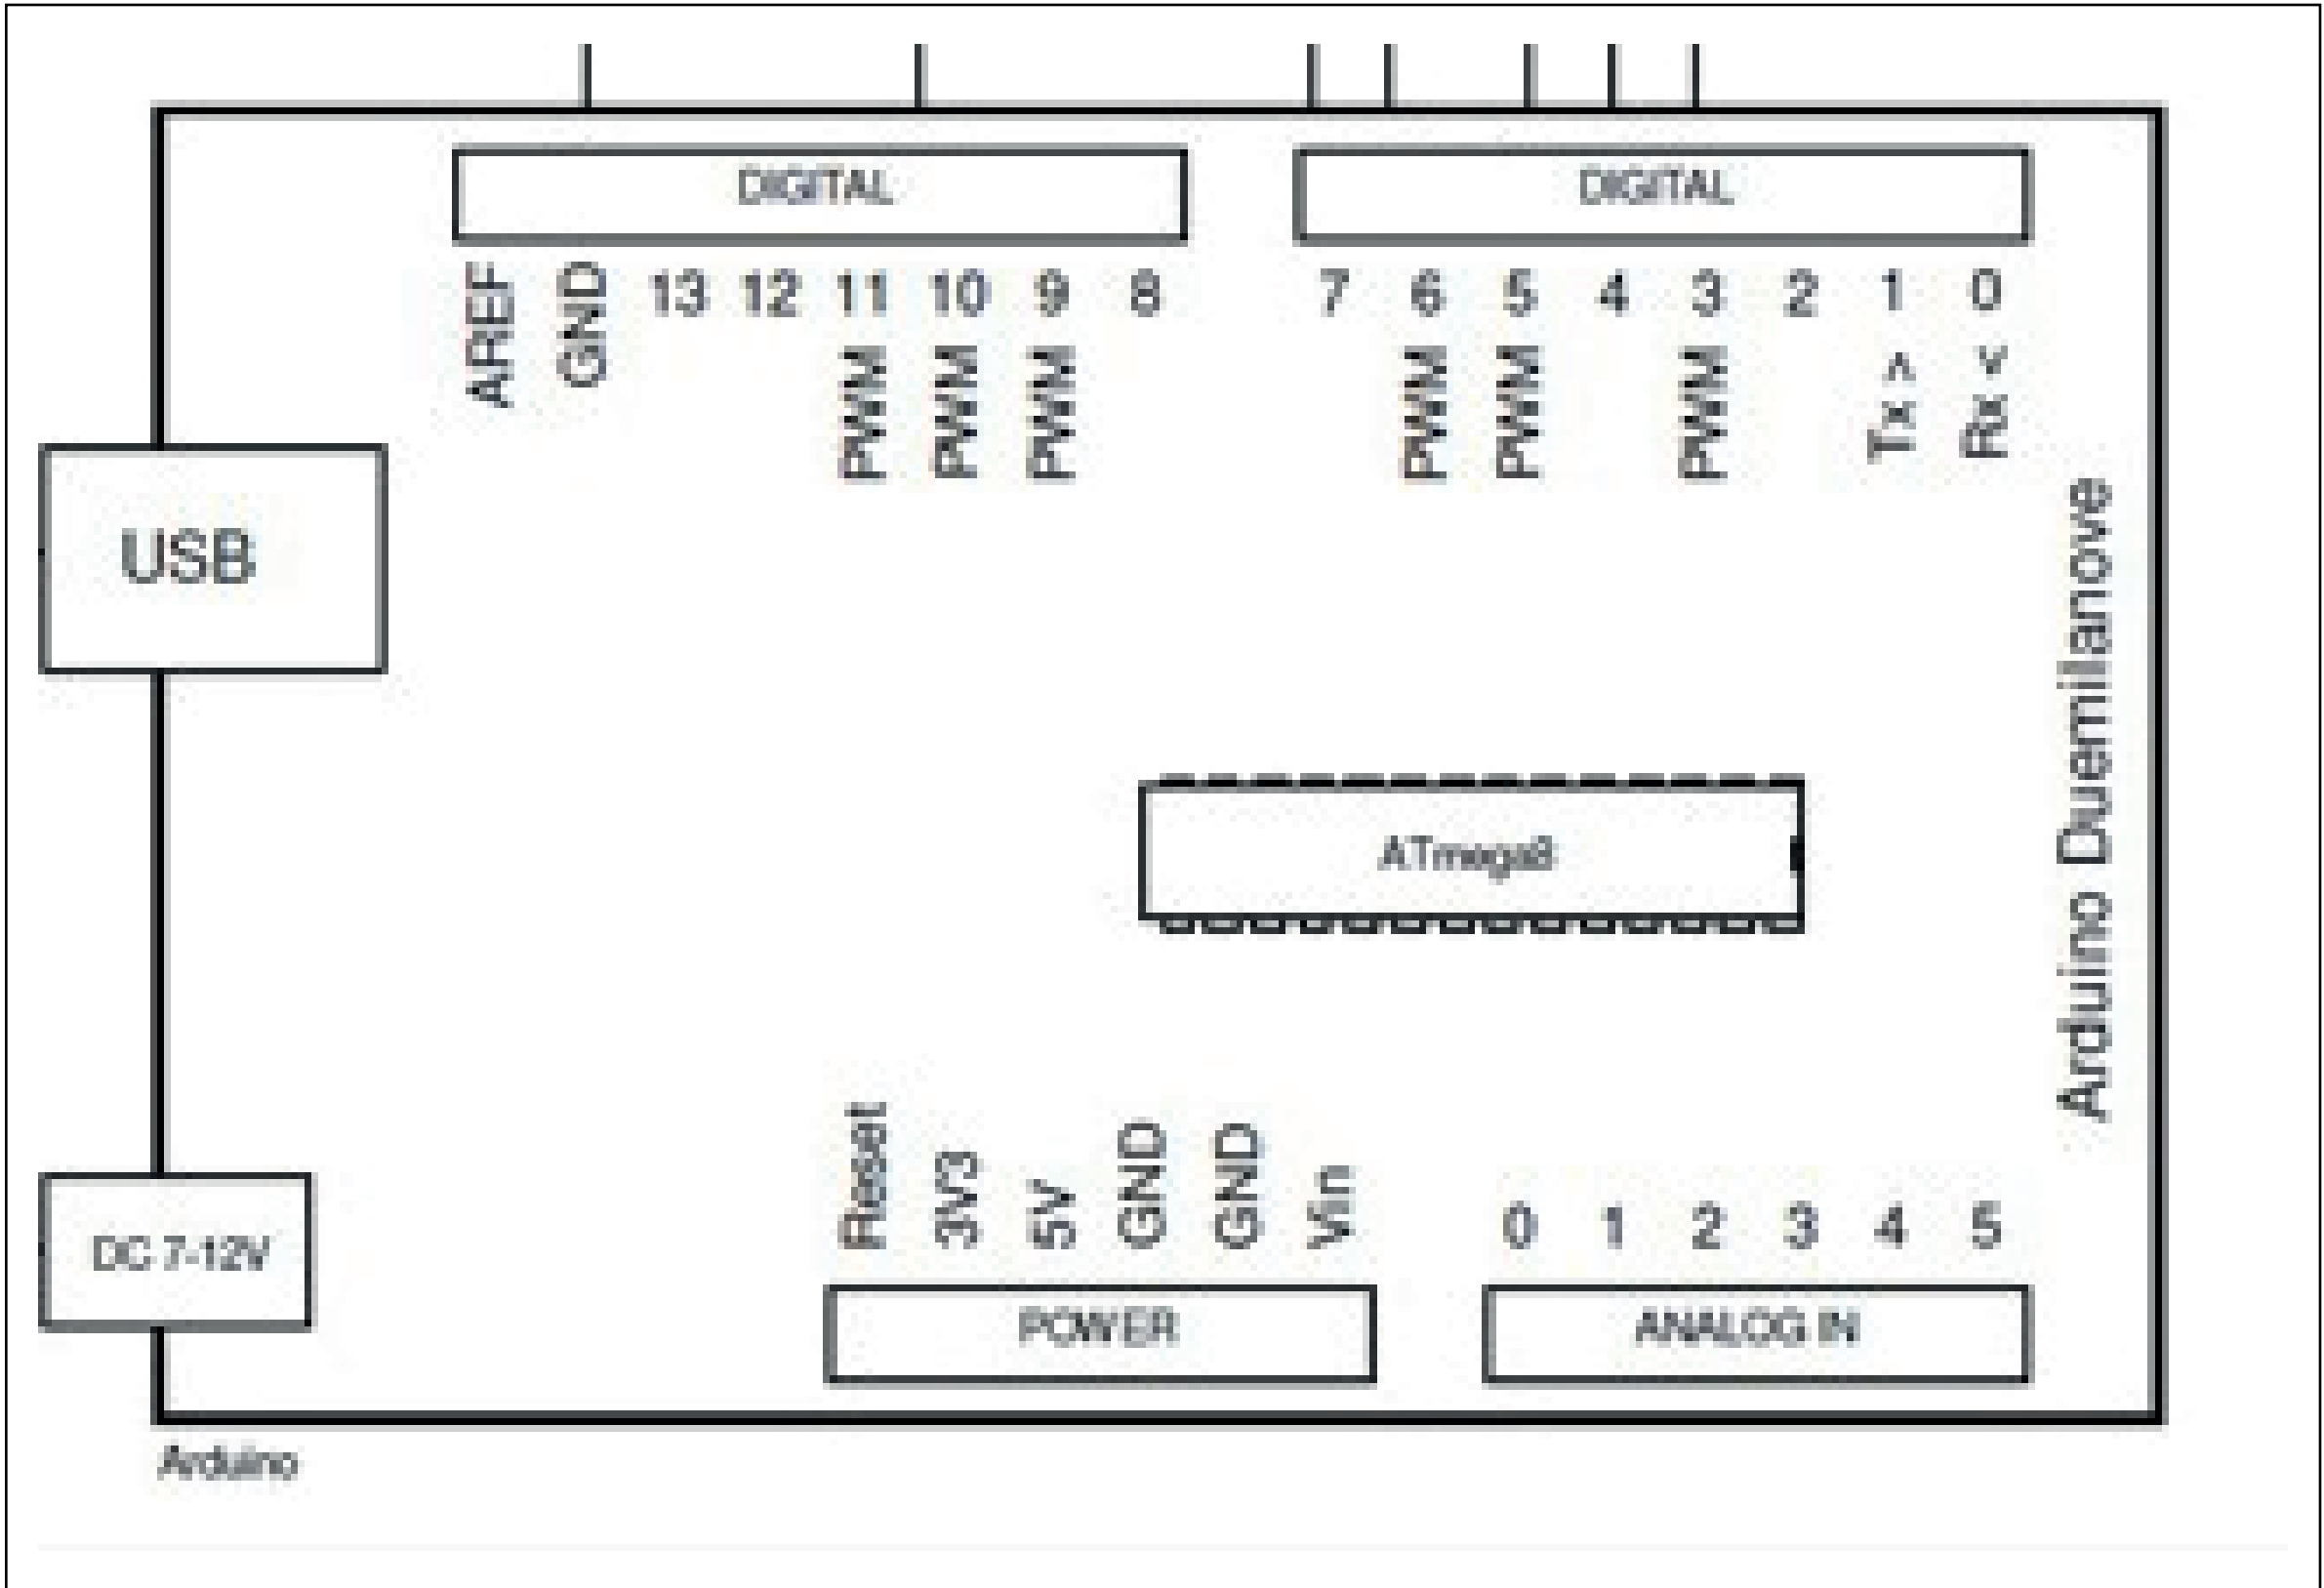 DIGITAL DIGITAL
AREF GND 13 12 11 10 9 8 7 6 5 4 3 2 1 0
PWM PWM PWM PWM PWM PWM Tx > Rx <
USB
Arduino Duemilanove
ATmega8
Reset 3V3 5V GND GND Vin 0 1 2 3 4 5
DC 7-12V
POWER ANALOG IN
Arduino